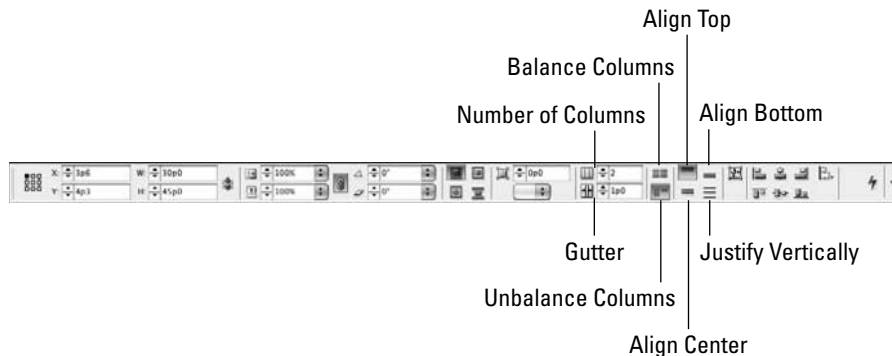 Align Top
Balance Columns
Number of Columns
Align Bottom
X: 3p6 W: 30p0 100% 0° 0p0 2
Y: 4p3 H: 45p0 100% 0° 1p0
Gutter
Justify Vertically
Unbalance Columns
Align Center